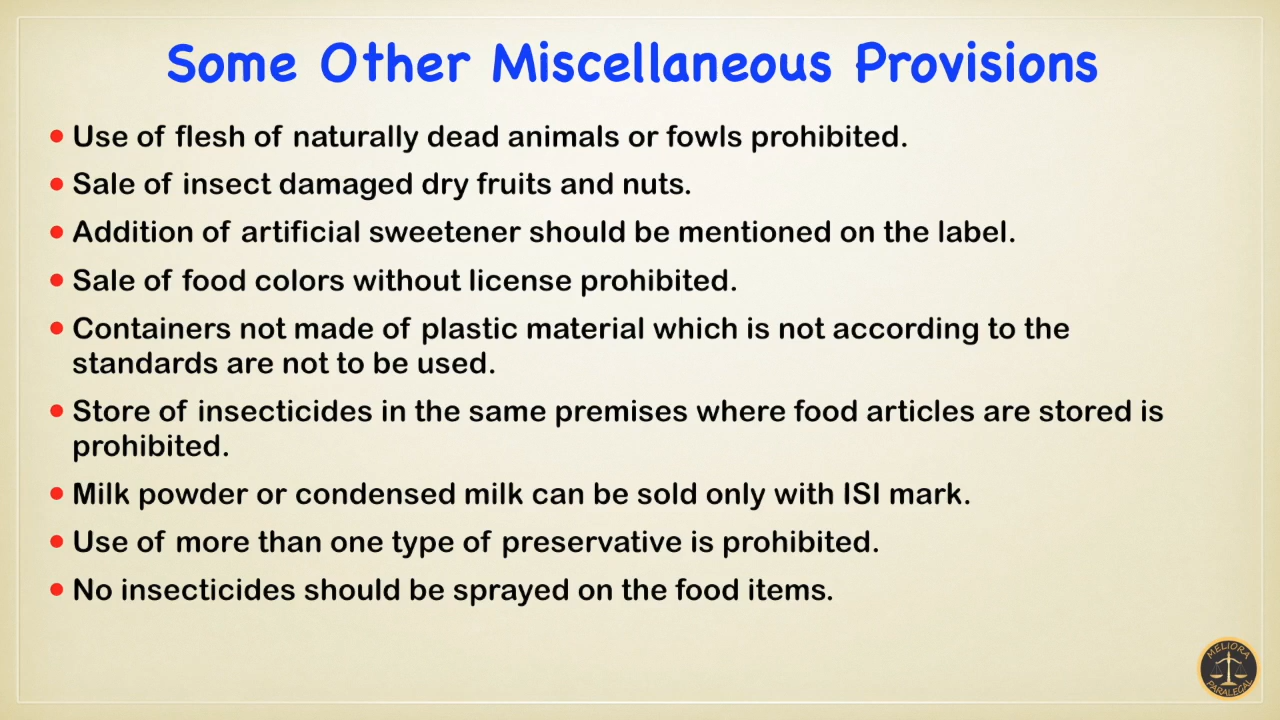 Some Other Miscellaneous Provisions
• Use of flesh of naturally dead animals or fowls prohibited.
• Sale of insect damaged dry fruits and nuts.
• Addition of artificial sweetener should be mentioned on the label.
• Sale of food colors without license prohibited.
• Containers not made of plastic material which is not according to the
standards are not to be used.
• Store of insecticides in the same premises where food articles are stored is
prohibited.
• Milk powder or condensed milk can be sold only with ISI mark.
• Use of more than one type of preservative is prohibited.
• No insecticides should be sprayed on the food items.
MELIORA
PARALEGAL